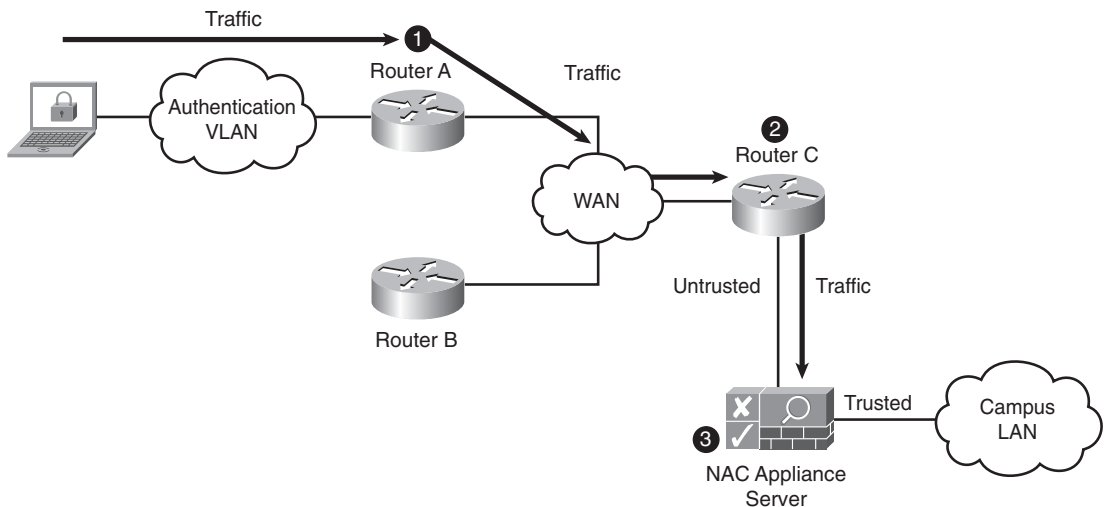 Traffic
1
Router A
Traffic
Authentication
VLAN
2
Router C
WAN
Untrusted
Traffic
Router B
Trusted
Campus
LAN
3
NAC Appliance
Server